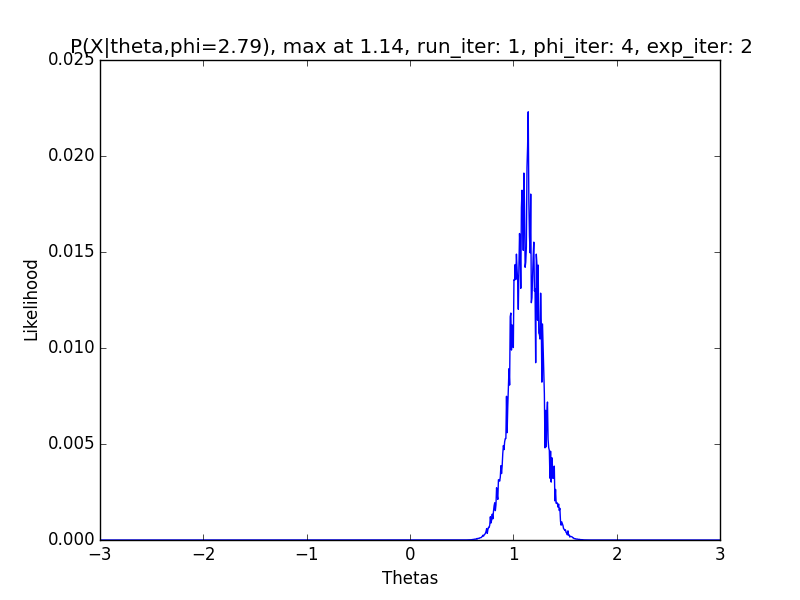 P(X|theta,phi=2.79), max at 1.14, run_iter: 1, phi_iter: 4, exp_iter: 2
0.025
0.020
0.015
0.010
0.005
0.000
Likelihood
−3 −2 −1 0 1 2 3
Thetas